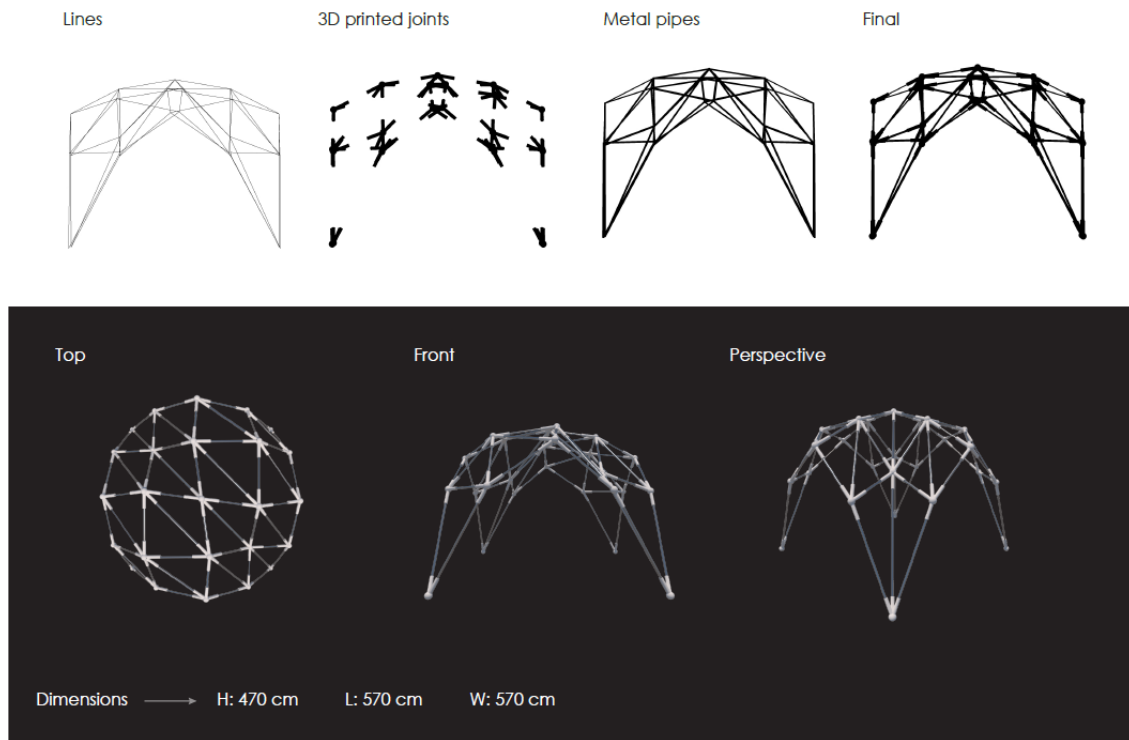 Lines
3D printed joints
Metal pipes
Final
Top
Front
Perspective
Dimensions H: 470 cm L: 570 cm W: 570 cm